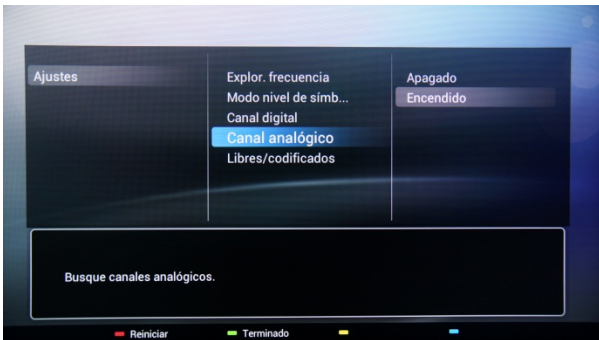 Ajustes
Explor. frecuencia
Modo nivel de símb...
Canal digital
Canal analógico
Libres/codificados
Apagado
Encendido
Busque canales analógicos.
Reiniciar
Terminado